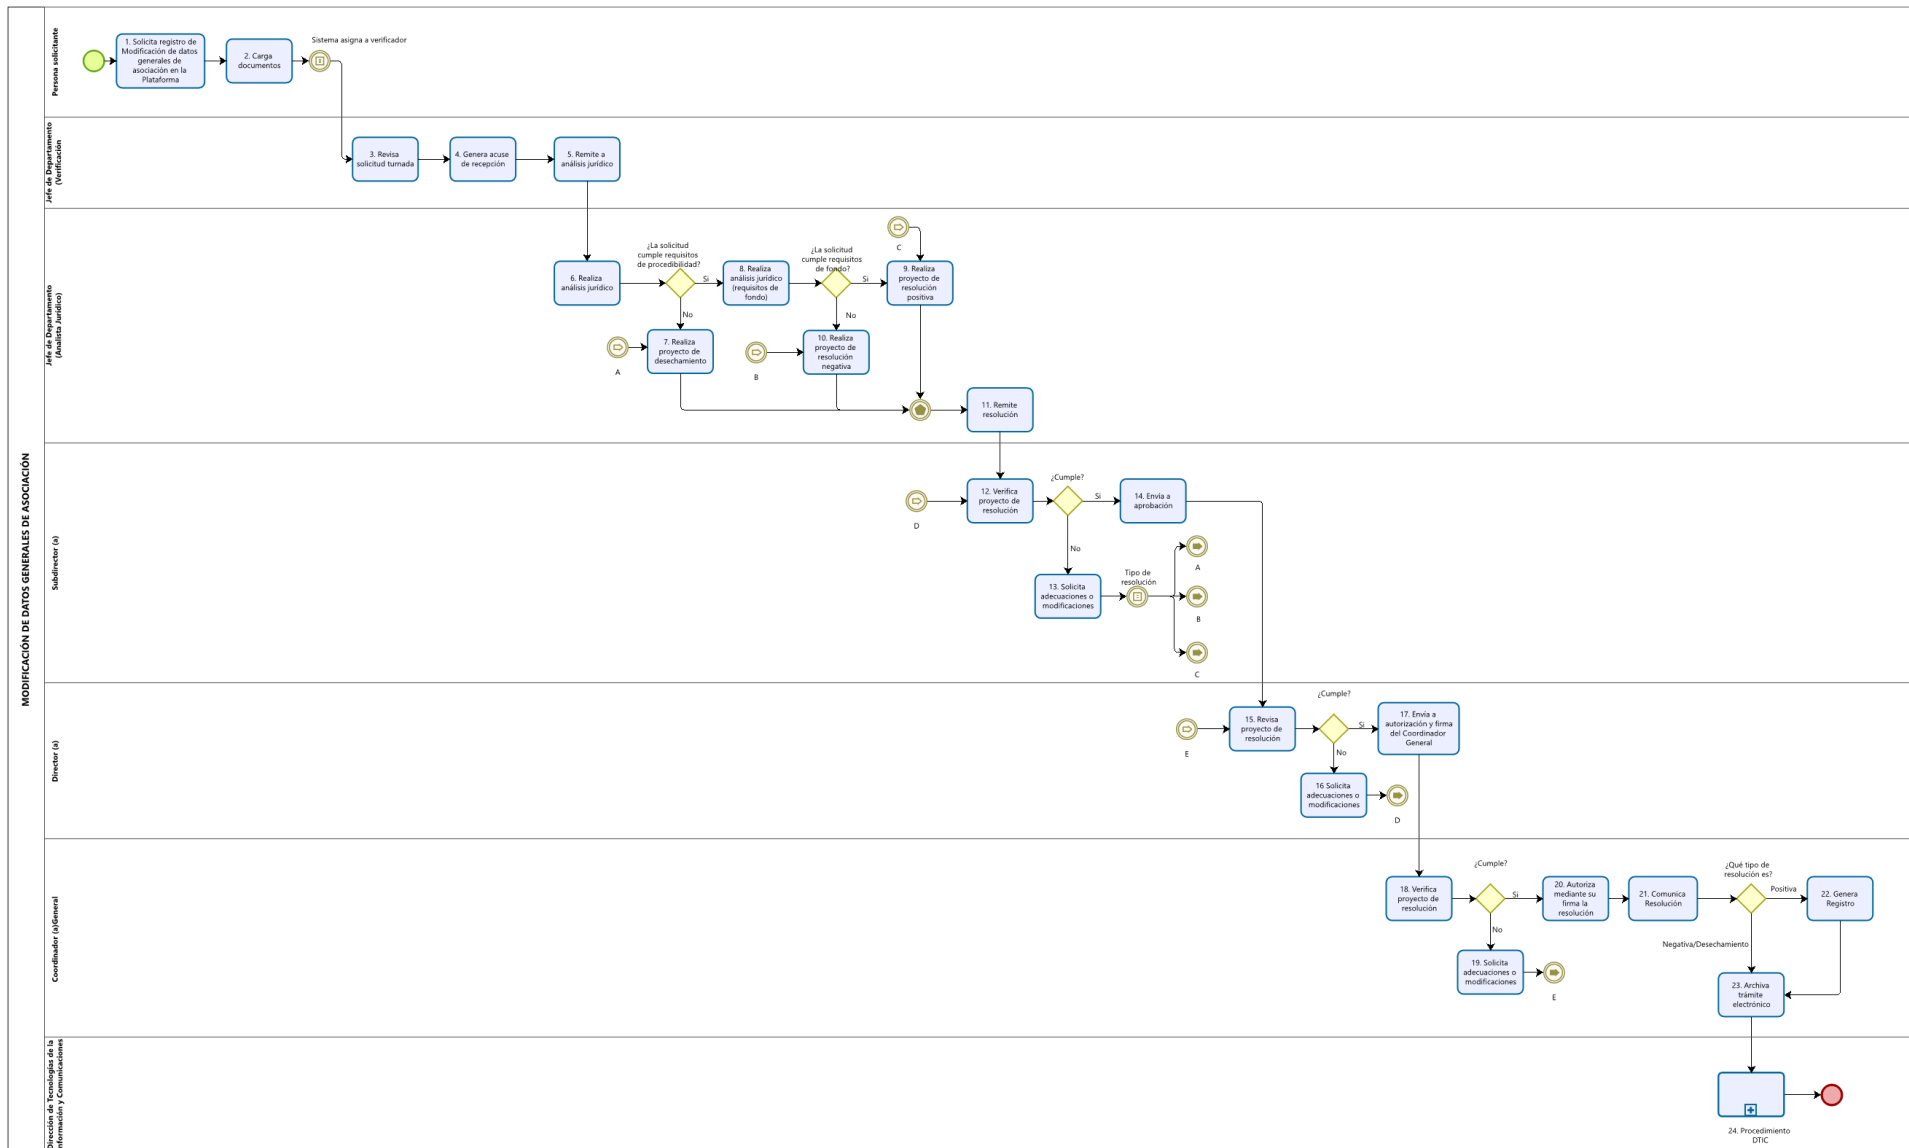 MODIFICACIÓN DE DATOS GENERALES DE ASOCIACIÓN
Persona solicitante
1. Solicita registro de
Modificación de datos
generales de
asociación en la
Plataforma
2. Carga
documentos
Sistema asigna a verificador
Jefe de Departamento
(Verificación)
3. Revisa
solicitud turnada
4. Genera acuse
de recepción
5. Remite a
análisis jurídico
Jefe de Departamento
(Analista Jurídico)
6. Realiza
análisis jurídico
¿La solicitud
cumple requisitos
de procedibilidad?
Si
No
8. Realiza
análisis jurídico
(requisitos de
fondo)
¿La solicitud
cumple requisitos
de fondo?
Si
No
C
9. Realiza
proyecto de
resolución
positiva
A
7. Realiza
proyecto de
desechamiento
B
10. Realiza
proyecto de
resolución
negativa
11. Remite
resolución
Subdirector (a)
D
12. Verifica
proyecto de
resolución
¿Cumple?
Si
No
14. Envía a
aprobación
13. Solicita
adecuaciones o
modificaciones
Tipo de
resolución
A
B
C
Director (a)
E
15. Revisa
proyecto de
resolución
¿Cumple?
Si
No
17. Envía a
autorización y firma
del Coordinador
General
16 Solicita
adecuaciones o
modificaciones
D
Coordinador (a)General
18. Verifica
proyecto de
resolución
¿Cumple?
Si
No
20. Autoriza
mediante su
firma la
resolución
21. Comunica
Resolución
¿Qué tipo de
resolución es?
Positiva
22. Genera
Registro
Negativa/Desechamiento
19. Solicita
adecuaciones o
modificaciones
E
23. Archiva
trámite
electrónico
Dirección de Tecnologías de la
Información y Comunicaciones
24. Procedimiento
DTIC